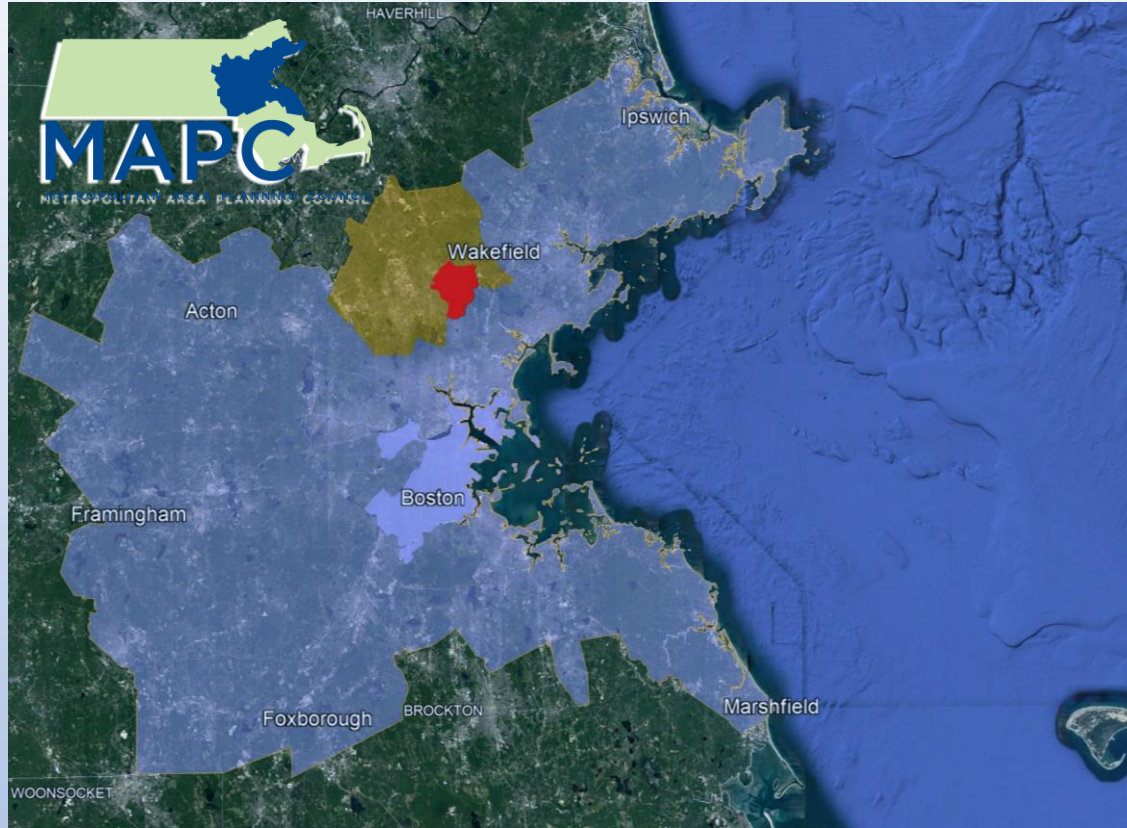 HAVERHILL
MAPC
METROPOLITAN AREA PLANNING COUNCIL
Ipswich
Wakefield
Acton
Boston
Framingham
Marshfield
Foxborough
BROCKTON
WOONSOCKET